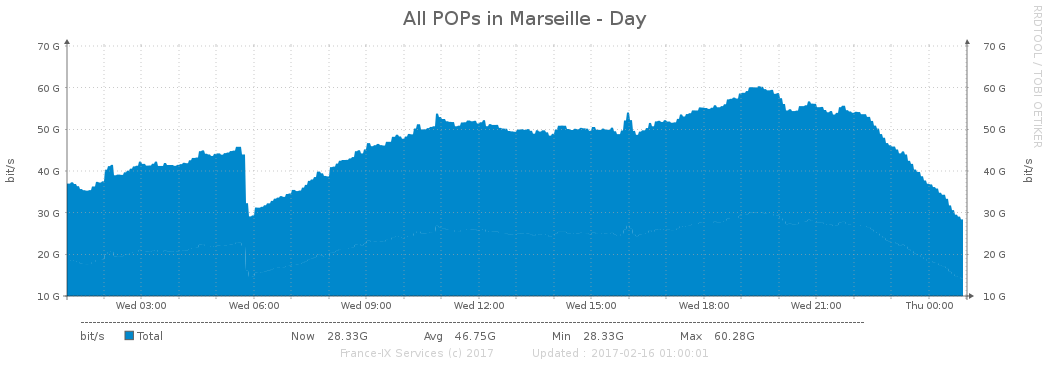 All POPs in Marseille - Day
RRDTOOL / TOBI OETIKER
70 G 70 G
60 G 60 G
50 G 50 G
40 G 40 G
30 G 30 G
20 G 20 G
10 G 10 G
bit/s bit/s
Wed 03:00 Wed 06:00 Wed 09:00 Wed 12:00 Wed 15:00 Wed 18:00 Wed 21:00 Thu 00:00
bit/s Total Now 28.33G Avg 46.75G Min 28.33G Max 60.28G
France-IX Services (c) 2017 Updated : 2017-02-16 01:00:01